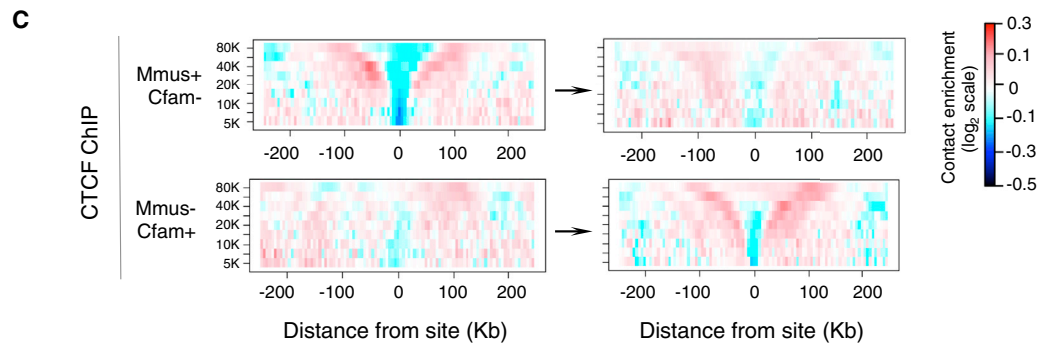 C
CTCF ChIP
Mmus+
Cfam-
80K
40K
20K
10K
5K
-200 -100 0 100 200
-200 -100 0 100 200
Mmus-
Cfam+
80K
40K
20K
10K
5K
-200 -100 0 100 200
-200 -100 0 100 200
Distance from site (Kb)
Distance from site (Kb)
Contact enrichment
(log2 scale)
0.3
0.1
0
-0.1
-0.3
-0.5